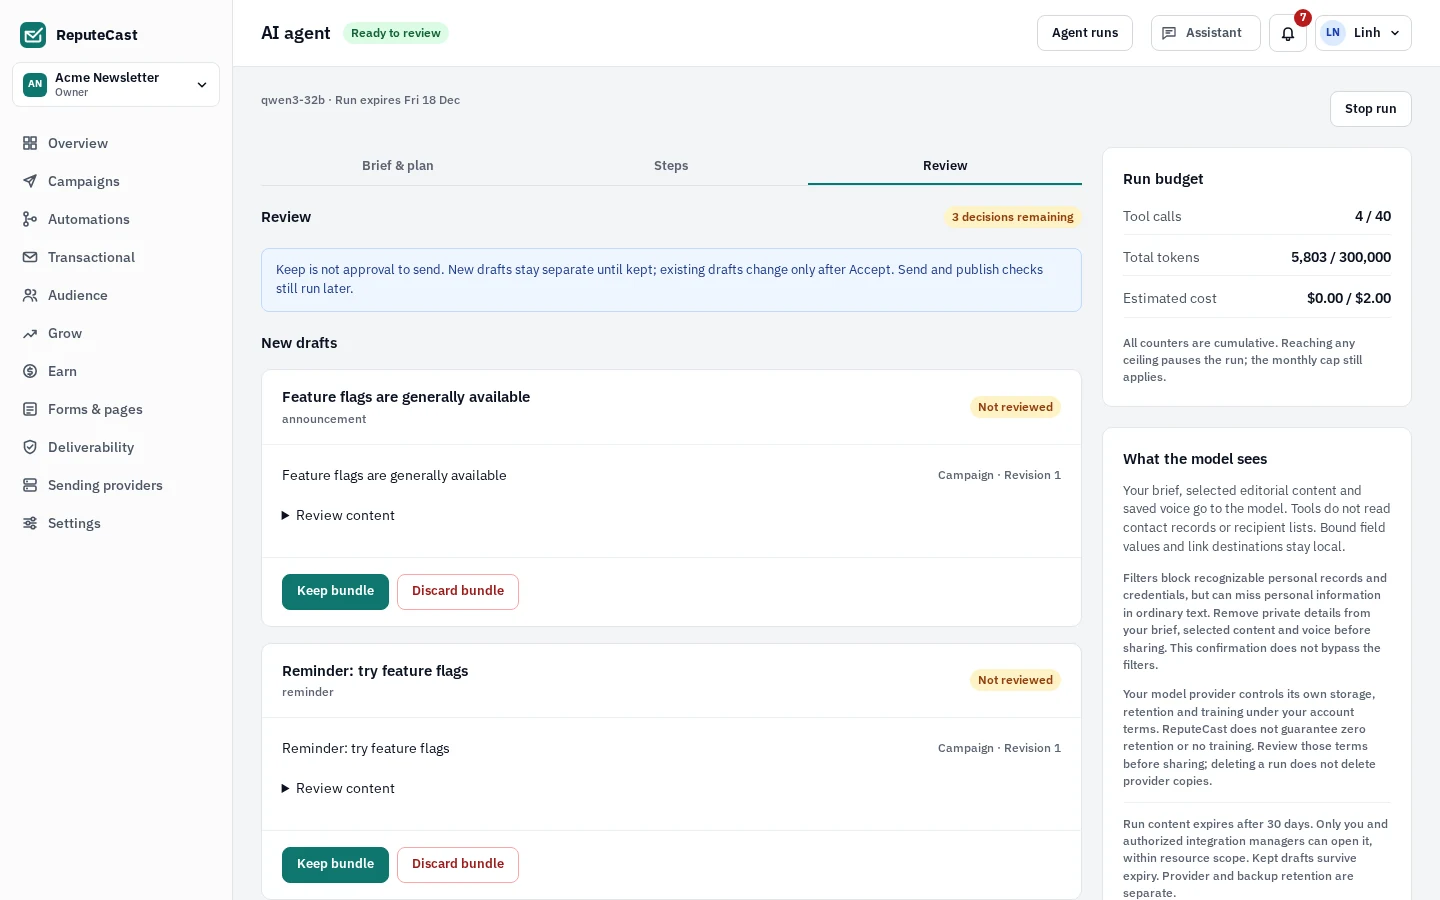 ReputeCast
AN
Acme Newsletter
Owner
Overview
Campaigns
Automations
Transactional
Audience
Grow
Earn
Forms & pages
Deliverability
Sending providers
Settings
AI agent
Ready to review
Agent runs
Assistant
7
LN
Linh
qwen3-32b · Run expires Fri 18 Dec
Stop run
Brief & plan
Steps
Review
Review
3 decisions remaining
Keep is not approval to send. New drafts stay separate until kept; existing drafts change only after Accept. Send and publish checks
still run later.
New drafts
Feature flags are generally available
announcement
Not reviewed
Feature flags are generally available
Campaign · Revision 1
Review content
Keep bundle
Discard bundle
Reminder: try feature flags
reminder
Not reviewed
Reminder: try feature flags
Campaign · Revision 1
Review content
Keep bundle
Discard bundle
Run budget
Tool calls
4 / 40
Total tokens
5,803 / 300,000
Estimated cost
$0.00 / $2.00
All counters are cumulative. Reaching any
ceiling pauses the run; the monthly cap still
applies.
What the model sees
Your brief, selected editorial content and
saved voice go to the model. Tools do not read
contact records or recipient lists. Bound field
values and link destinations stay local.
Filters block recognizable personal records and
credentials, but can miss personal information
in ordinary text. Remove private details from
your brief, selected content and voice before
sharing. This confirmation does not bypass the
filters.
Your model provider controls its own storage,
retention and training under your account
terms. ReputeCast does not guarantee zero
retention or no training. Review those terms
before sharing; deleting a run does not delete
provider copies.
Run content expires after 30 days. Only you and
authorized integration managers can open it,
within resource scope. Kept drafts survive
expiry. Provider and backup retention are
separate.